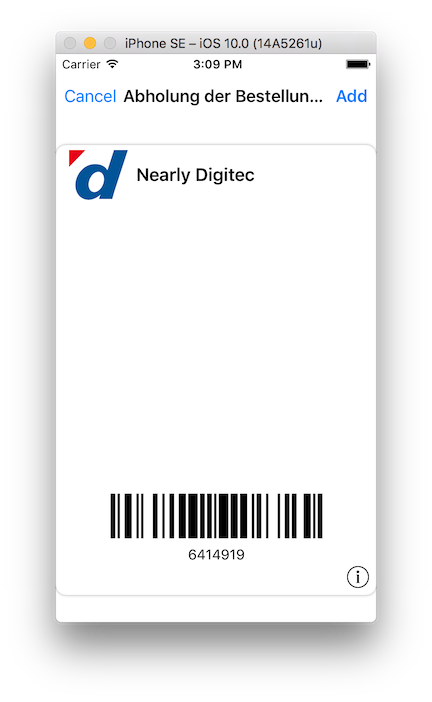 iPhone SE – iOS 10.0 (14A5261u)
Carrier 3:09 PM
Cancel Abholung der Bestellun... Add
d Nearly Digitec
6414919
i